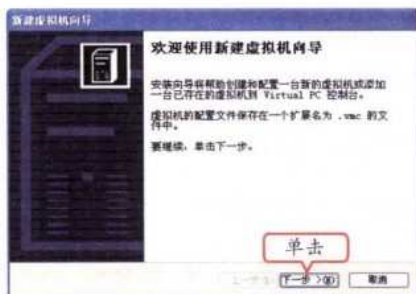 新建虚拟机向导
欢迎使用新建虚拟机向导
安装向导将帮助创建和配置一台新的虚拟机或添加
一台已存在的虚拟机到 Virtual PC 控制台。
虚拟机的配置文件保存在一个扩展名为 .vmc 的文
件中。
要继续，单击下一步。
单击
下一步 >(N)
取消